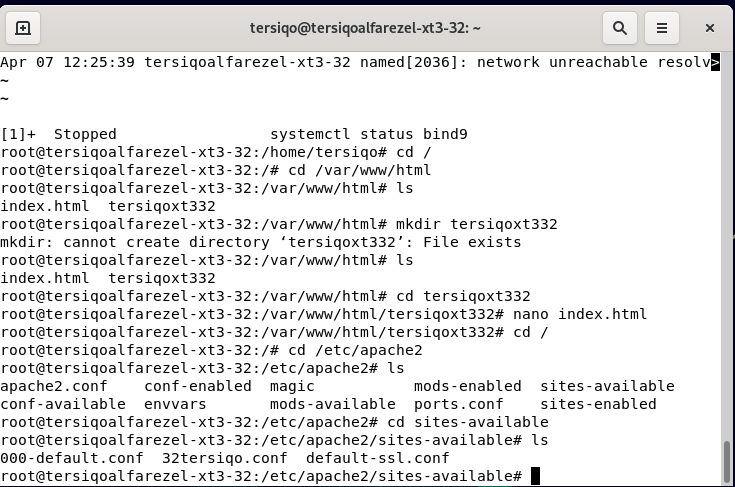 tersiqo@tersiqoalfarezel-xt3-32: ~
Apr 07 12:25:39 tersiqoalfarezel-xt3-32 named[2036]: network unreachable resolv>
~
~
[1]+  Stopped                 systemctl status bind9
root@tersiqoalfarezel-xt3-32:/home/tersiqo# cd /
root@tersiqoalfarezel-xt3-32:/# cd /var/www/html
root@tersiqoalfarezel-xt3-32:/var/www/html# ls
index.html  tersiqoxt332
root@tersiqoalfarezel-xt3-32:/var/www/html# mkdir tersiqoxt332
mkdir: cannot create directory ‘tersiqoxt332’: File exists
root@tersiqoalfarezel-xt3-32:/var/www/html# ls
index.html  tersiqoxt332
root@tersiqoalfarezel-xt3-32:/var/www/html# cd tersiqoxt332
root@tersiqoalfarezel-xt3-32:/var/www/html/tersiqoxt332# nano index.html
root@tersiqoalfarezel-xt3-32:/var/www/html/tersiqoxt332# cd /
root@tersiqoalfarezel-xt3-32:/# cd /etc/apache2
root@tersiqoalfarezel-xt3-32:/etc/apache2# ls
apache2.conf    conf-enabled  magic           mods-enabled  sites-available
conf-available  envvars       mods-available  ports.conf    sites-enabled
root@tersiqoalfarezel-xt3-32:/etc/apache2# cd sites-available
root@tersiqoalfarezel-xt3-32:/etc/apache2/sites-available# ls
000-default.conf  32tersiqo.conf  default-ssl.conf
root@tersiqoalfarezel-xt3-32:/etc/apache2/sites-available#